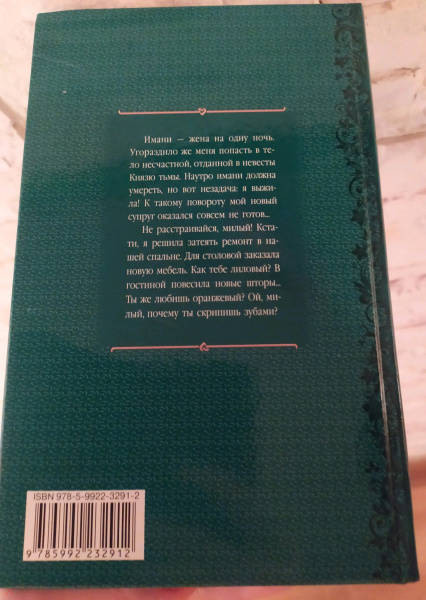 Имани — жена на одну ночь.
Угораздило же меня попасть в те-
ло несчастной, отданной в невесты
Князю тьмы. Наутро имани должна
умереть, но вот незадача: я выжи-
ла! К такому повороту мой новый
супруг оказался совсем не готов...
Не расстраивайся, милый! Кста-
ти, я решила затеять ремонт в на-
шей спальне. Для столовой заказала
новую мебель. Как тебе лиловый? В
гостиной повесила новые шторы...
Ты же любишь оранжевый? Ой, ми-
лый, почему ты скрипишь зубами?
ISBN 978-5-9922-3291-2
9 785992 232912